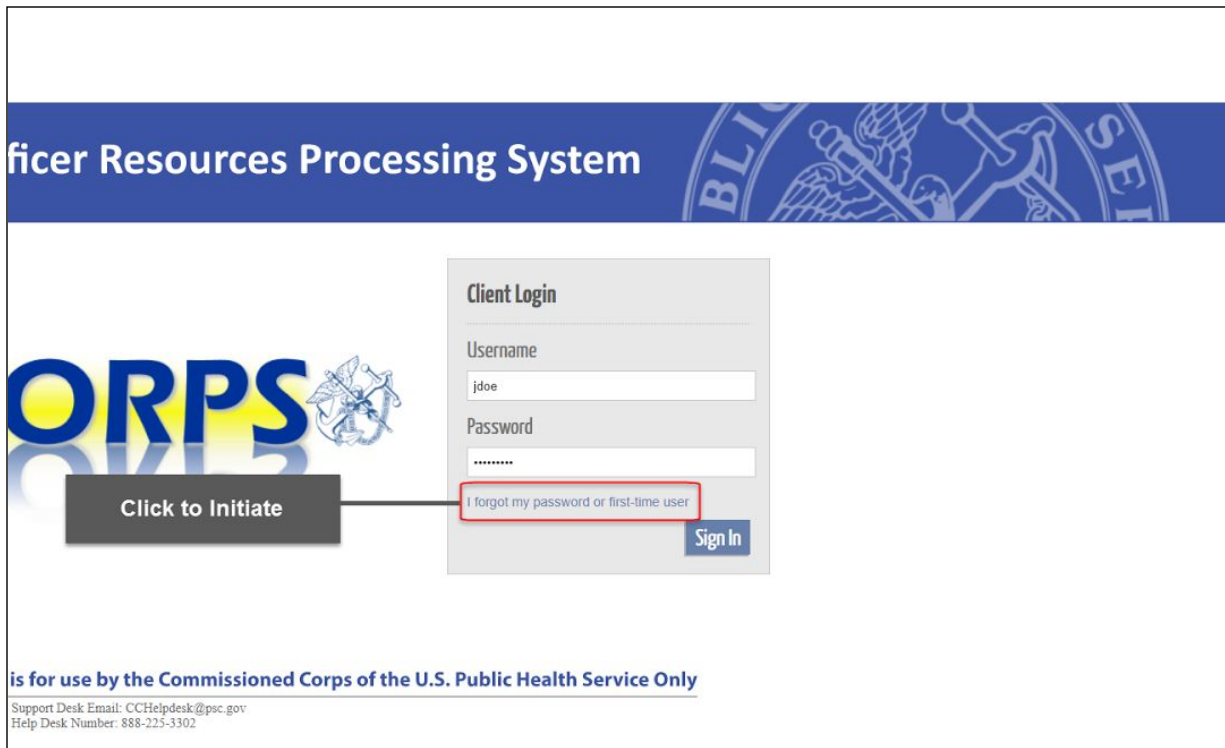 ficer Resources Processing System
BLIC SER
Client Login
Username
jdoe
ORPS
Password
•••••••••
Click to Initiate
I forgot my password or first-time user
Sign In
is for use by the Commissioned Corps of the U.S. Public Health Service Only
Support Desk Email: CCHelpdesk@psc.gov
Help Desk Number: 888-225-3302